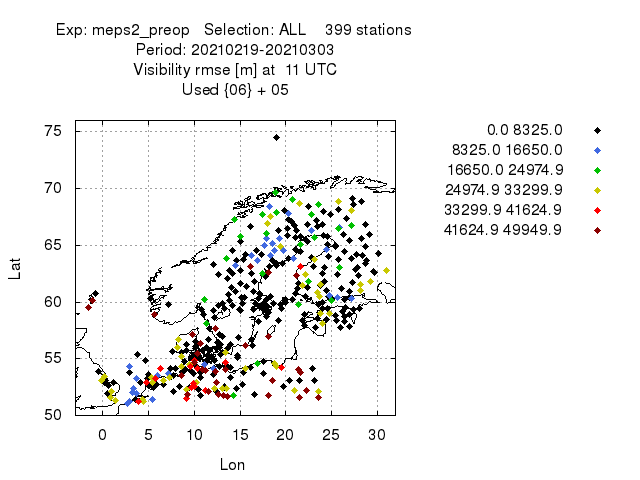 Exp: meps2_preop Selection: ALL 399 stations
Period: 20210219-20210303
Visibility rmse [m] at 11 UTC
Used {06} + 05
0.0 8325.0
8325.0 16650.0
16650.0 24974.9
24974.9 33299.9
33299.9 41624.9
41624.9 49949.9
75
70
65
60
55
50
Lat
0 5 10 15 20 25 30
Lon